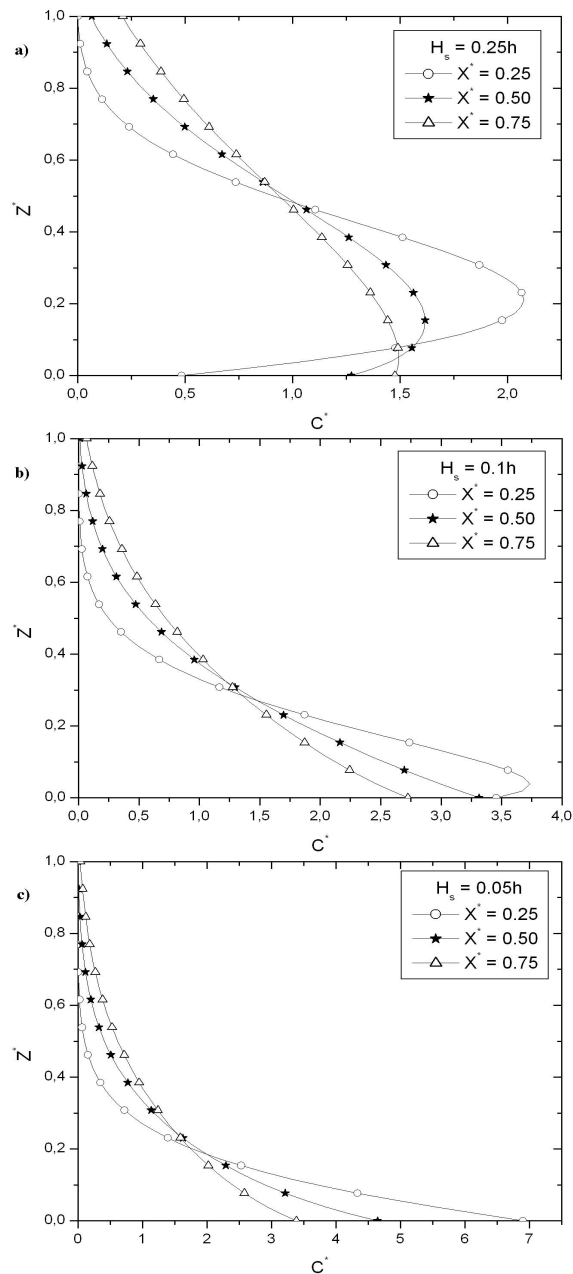 a)
H_s = 0.25h
X* = 0.25
X* = 0.50
X* = 0.75
1,0
0,8
0,6
0,4
0,2
0,0
Z*
0,0 0,5 1,0 1,5 2,0
C*
b)
H_s = 0.1h
X* = 0.25
X* = 0.50
X* = 0.75
1,0
0,8
0,6
0,4
0,2
0,0
Z*
0,0 0,5 1,0 1,5 2,0 2,5 3,0 3,5 4,0
C*
c)
H_s = 0.05h
X* = 0.25
X* = 0.50
X* = 0.75
1,0
0,8
0,6
0,4
0,2
0,0
Z*
0 1 2 3 4 5 6 7
C*